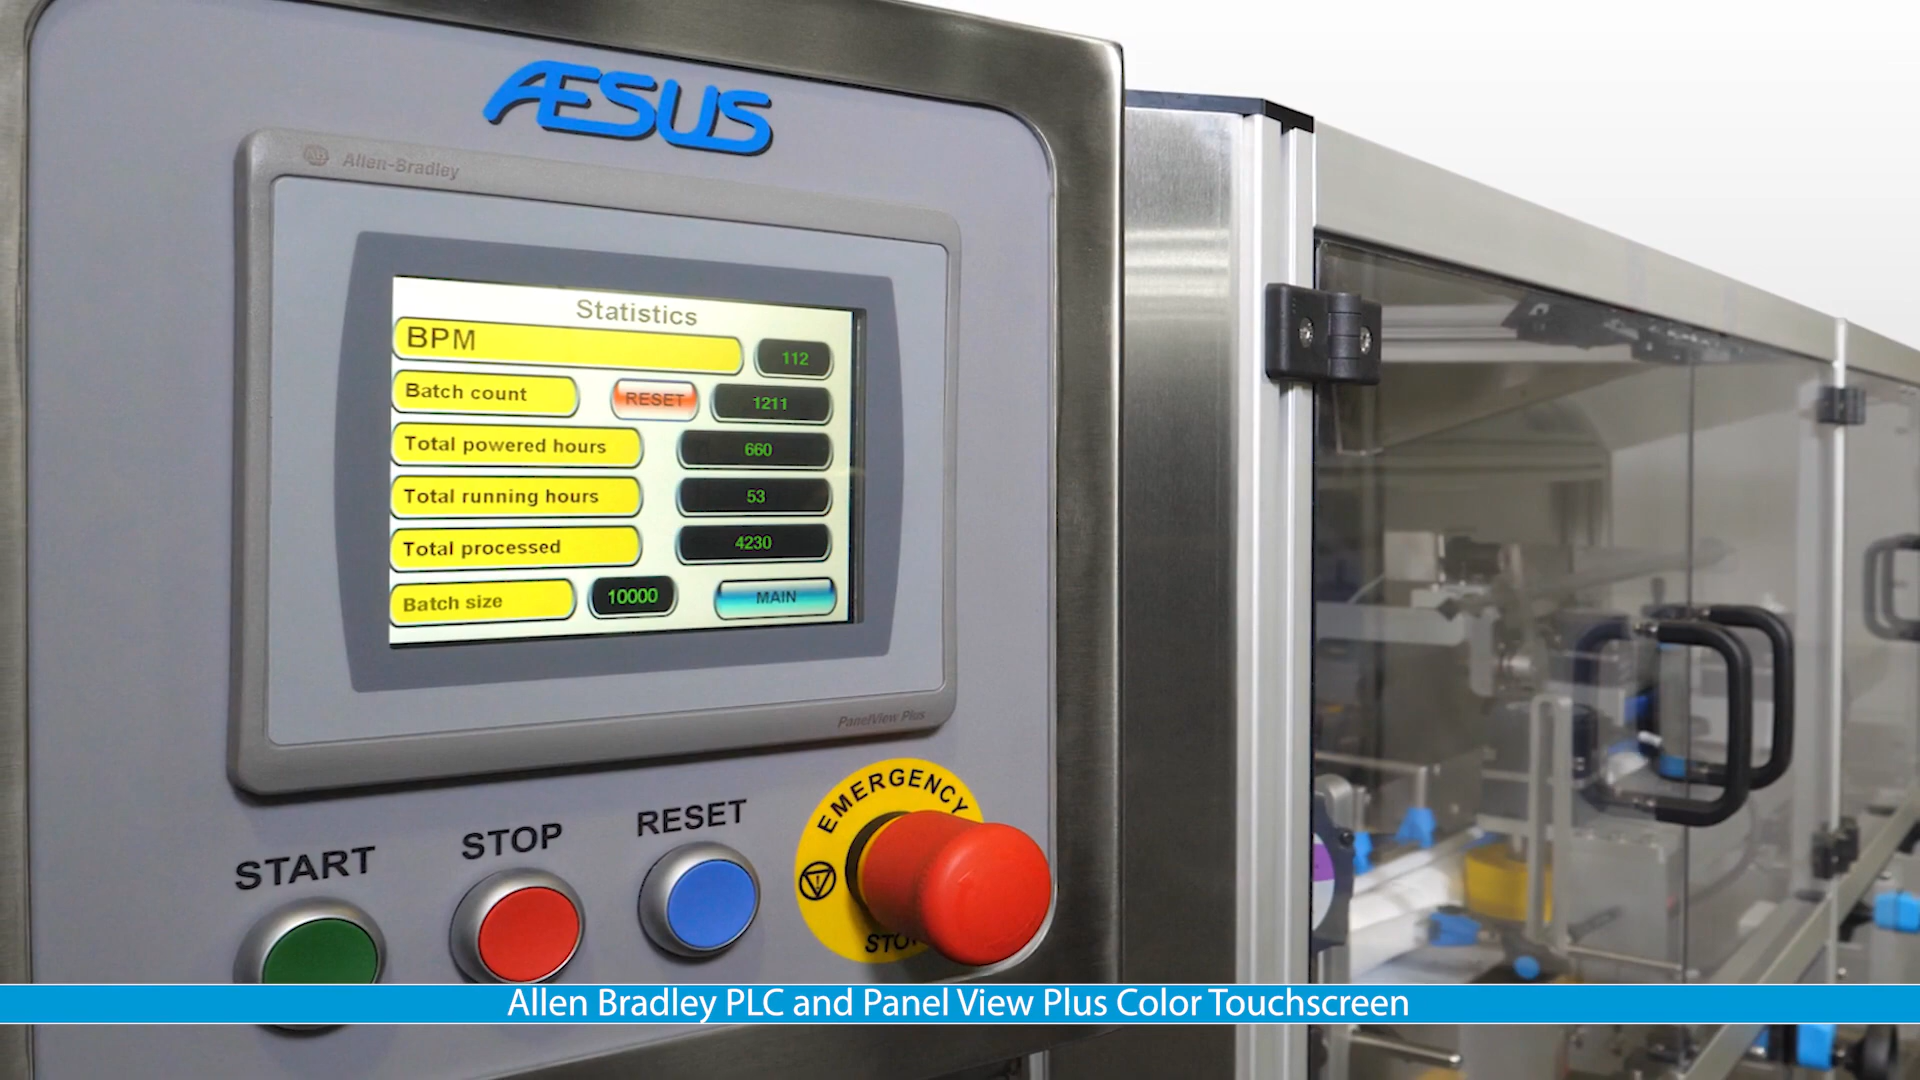 ÆSUS
Allen-Bradley
Statistics
BPM 112
Batch count RESET 1211
Total powered hours 660
Total running hours 53
Total processed 4230
Batch size 10000 MAIN
PanelView Plus
START STOP RESET EMERGENCY
STOP
Allen Bradley PLC and Panel View Plus Color Touchscreen